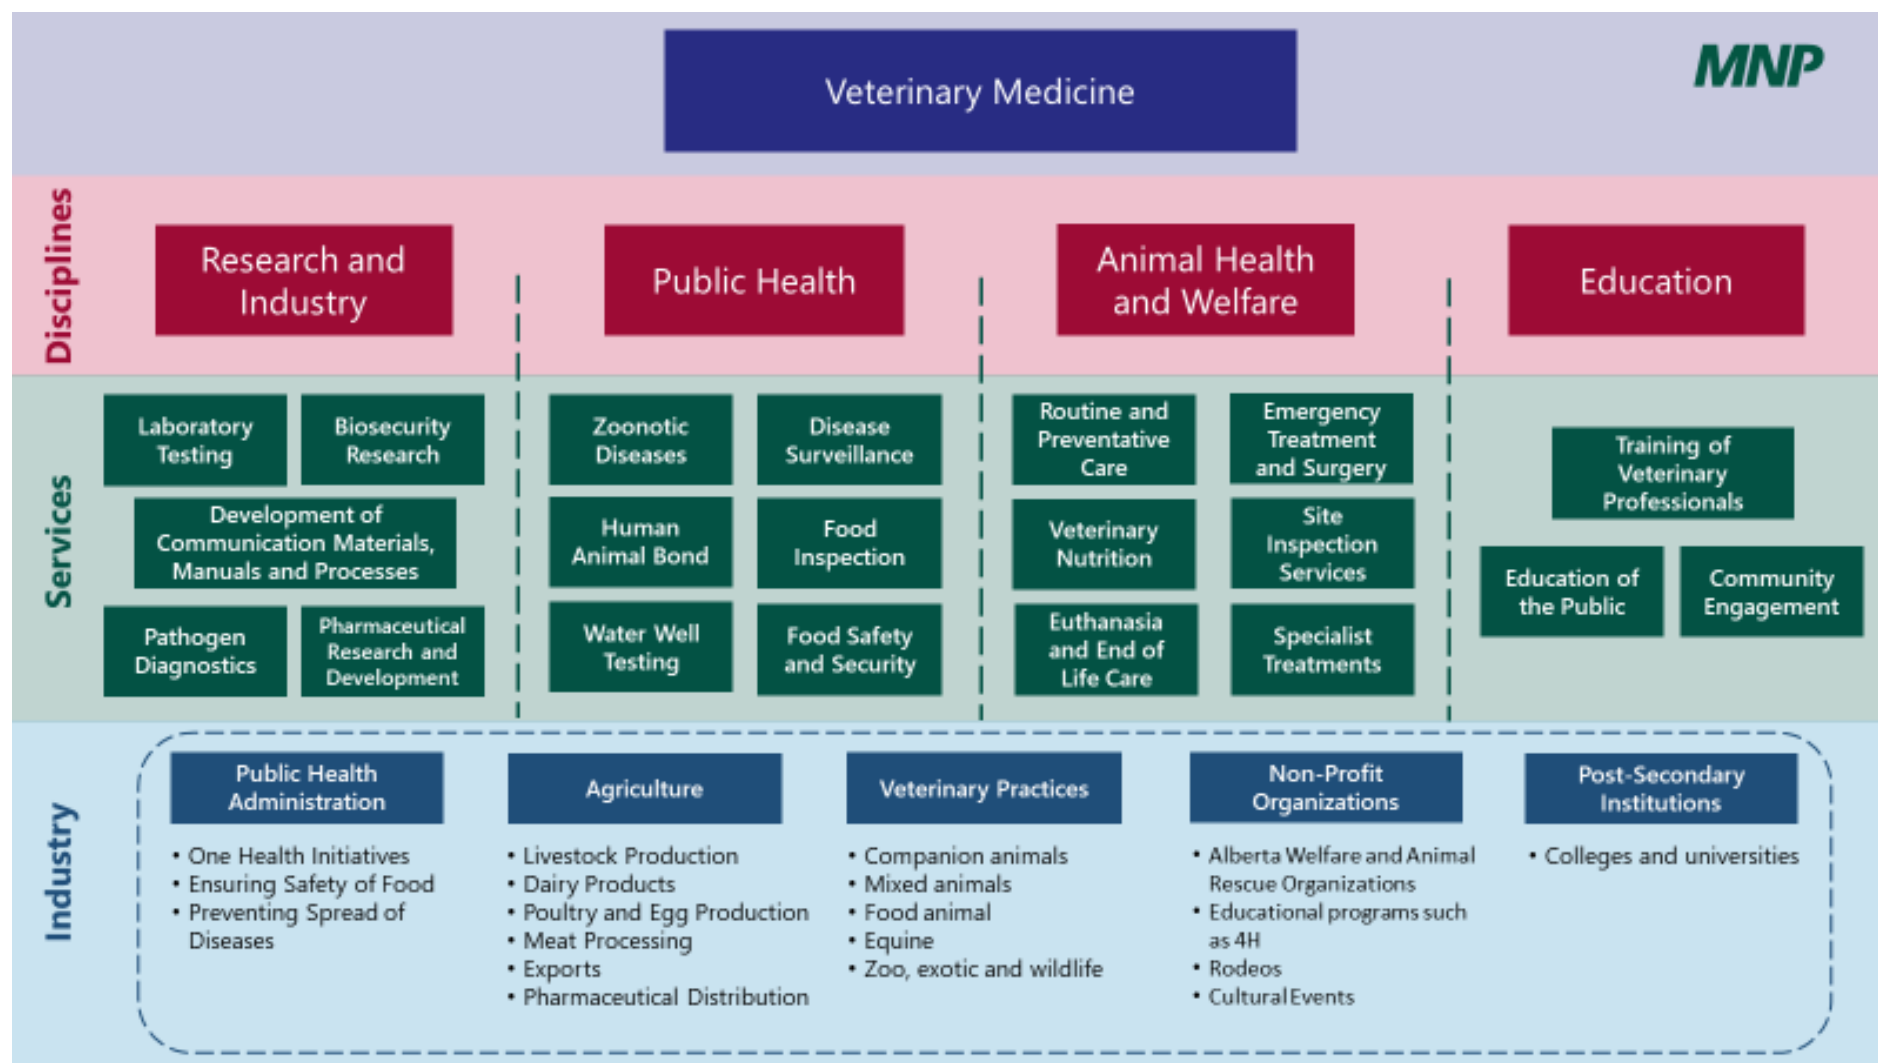 Veterinary Medicine
MNP
Disciplines
Research and
Industry
Public Health
Animal Health
and Welfare
Education
Services
Laboratory
Testing
Biosecurity
Research
Development of
Communication Materials,
Manuals and Processes
Pathogen
Diagnostics
Pharmaceutical
Research and
Development
Zoonotic
Diseases
Disease
Surveillance
Human
Animal Bond
Food
Inspection
Water Well
Testing
Food Safety
and Security
Routine and
Preventative
Care
Emergency
Treatment
and Surgery
Veterinary
Nutrition
Site
Inspection
Services
Euthanasia
and End of
Life Care
Specialist
Treatments
Training of
Veterinary
Professionals
Education of
the Public
Community
Engagement
Industry
Public Health
Administration
• One Health Initiatives
• Ensuring Safety of Food
• Preventing Spread of
Diseases
Agriculture
• Livestock Production
• Dairy Products
• Poultry and Egg Production
• Meat Processing
• Exports
• Pharmaceutical Distribution
Veterinary Practices
• Companion animals
• Mixed animals
• Food animal
• Equine
• Zoo, exotic and wildlife
Non-Profit
Organizations
• Alberta Welfare and Animal
Rescue Organizations
• Educational programs such
as 4H
• Rodeos
• Cultural Events
Post-Secondary
Institutions
• Colleges and universities